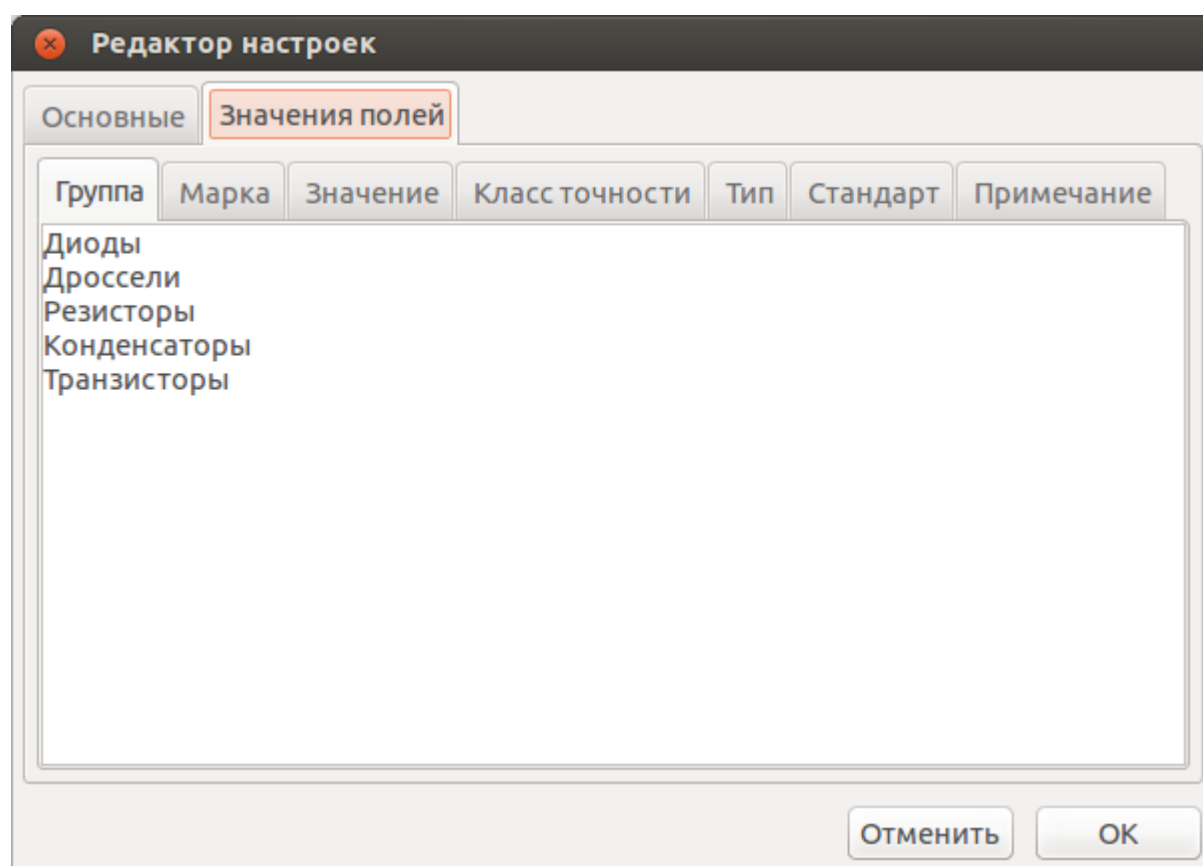 Редактор настроек
Основные Значения полей
Группа Марка Значение Класс точности Тип Стандарт Примечание
Диоды
Дроссели
Резисторы
Конденсаторы
Транзисторы
Отменить OK